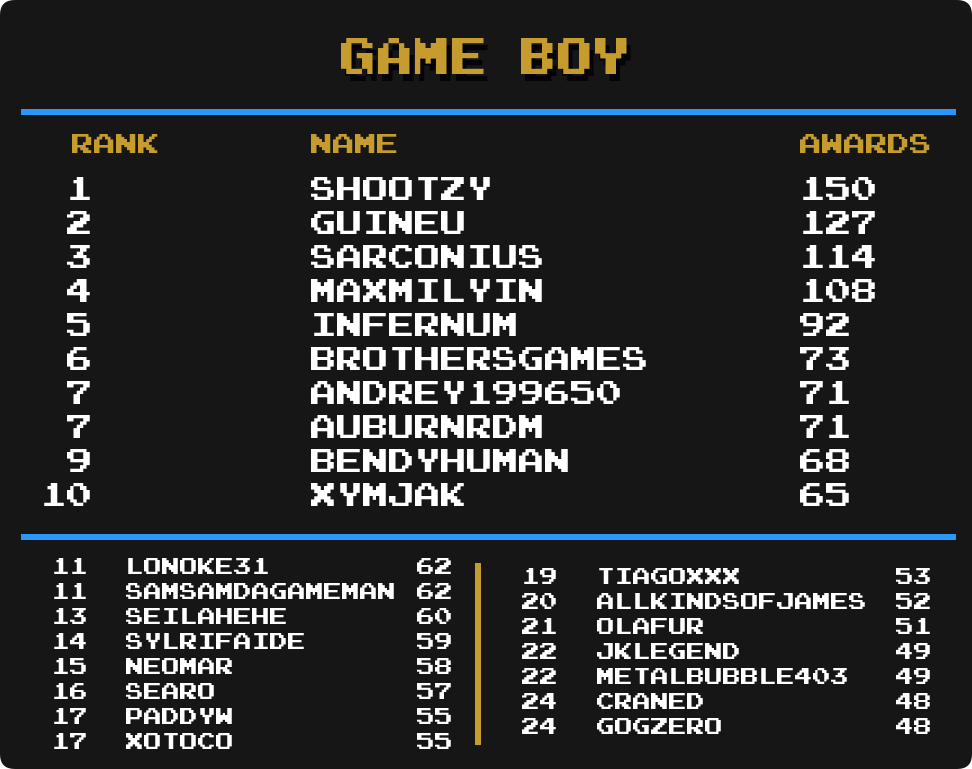 GAME BOY
RANK NAME AWARDS
1 SHOOTZY 150
2 GUINEU 127
3 SARCONIUS 114
4 MAXMILYIN 108
5 INFERNUM 92
6 BROTHERSGAMES 73
7 ANDREY199650 71
7 AUBURNRDM 71
9 BENDYHUMAN 68
10 XYMJAK 65
11 LONOKE31 62
11 SAMSAMDAGAMEMAN 62
13 SEILAHEHE 60
14 SYLRIFAIDE 59
15 NEOMAR 58
16 SEARO 57
17 PADDYW 55
17 XOTOCO 55
19 TIAGOXXX 53
20 ALLKINDSOFJAMES 52
21 OLAFUR 51
22 JKLEGEND 49
22 METALBUBBLE403 49
24 CRANED 48
24 GOGZERO 48